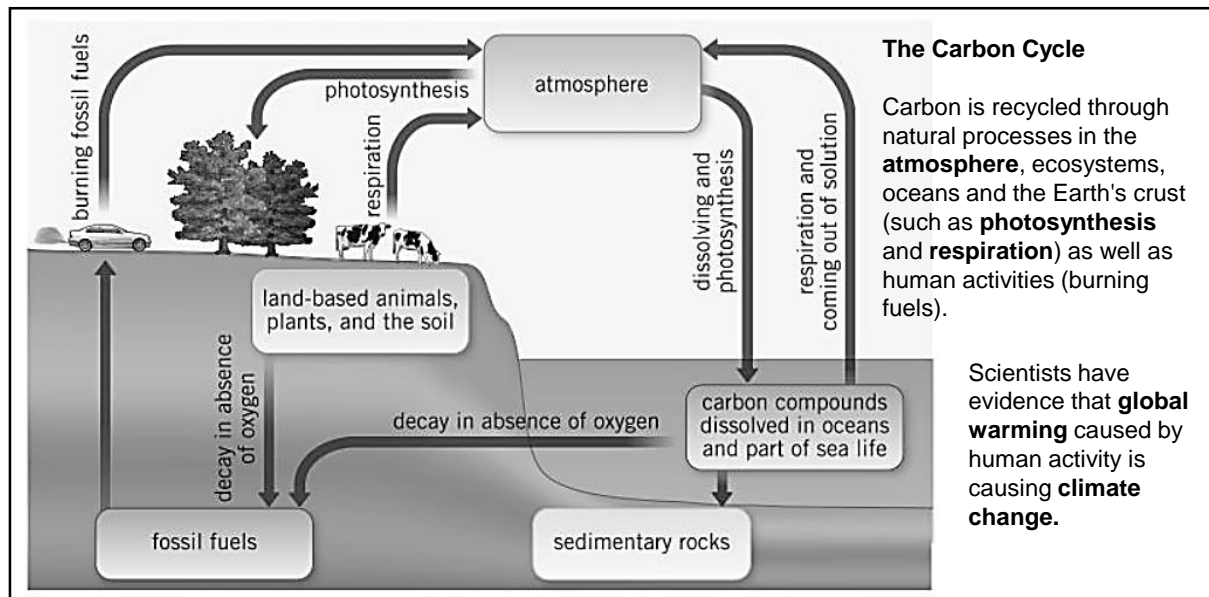 burning fossil fuels
photosynthesis
respiration
atmosphere
dissolving and
photosynthesis
respiration and
coming out of solution
land-based animals,
plants, and the soil
decay in absence
of oxygen
decay in absence of oxygen
carbon compounds
dissolved in oceans
and part of sea life
fossil fuels
sedimentary rocks
The Carbon Cycle
Carbon is recycled through
natural processes in the
atmosphere, ecosystems,
oceans and the Earth's crust
(such as photosynthesis
and respiration) as well as
human activities (burning
fuels).
Scientists have
evidence that global
warming caused by
human activity is
causing climate
change.